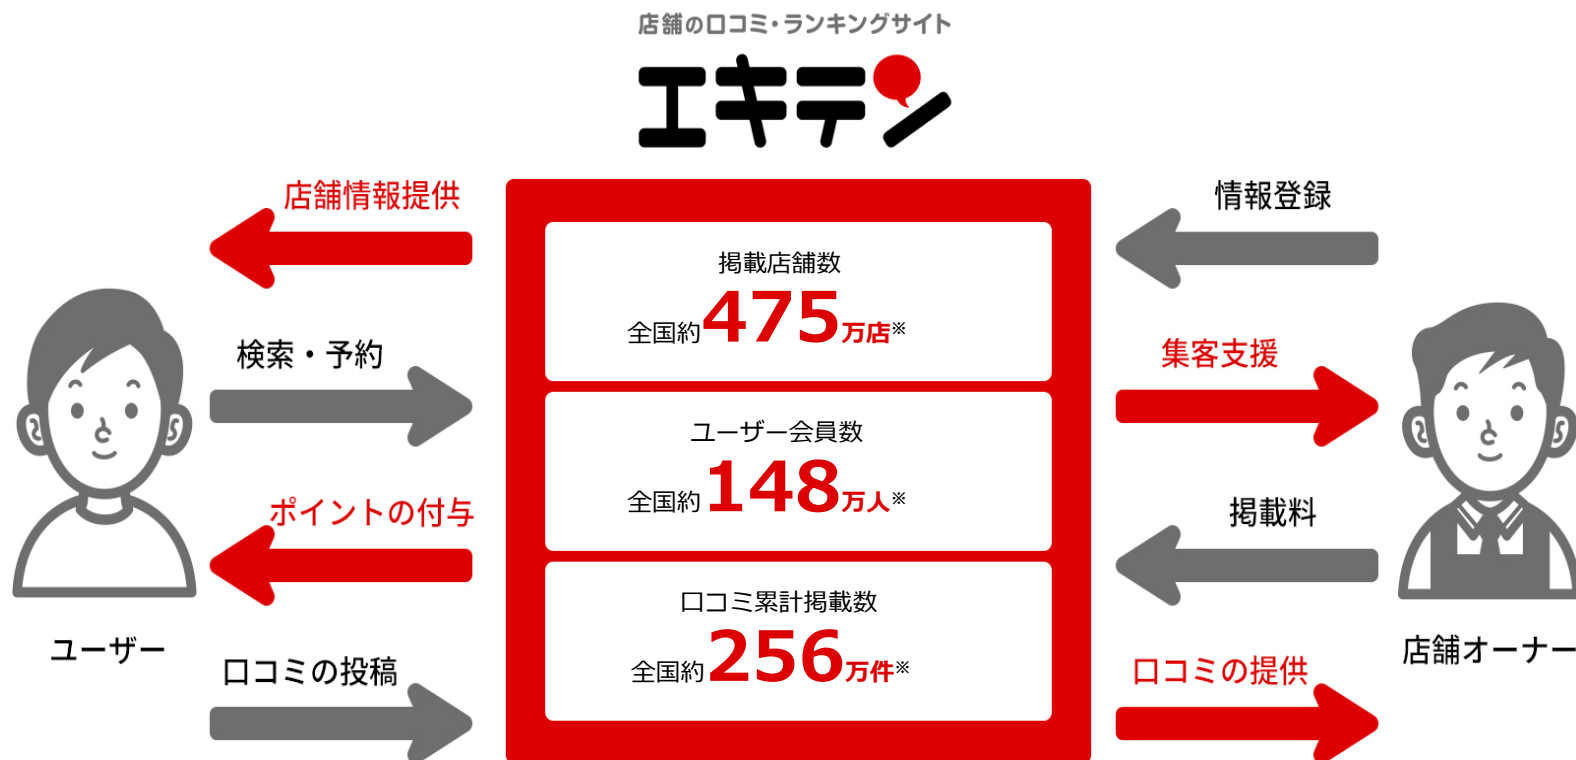 店舗の口コミ・ランキングサイト
エキテン
店舗情報提供
検索・予約
ポイントの付与
口コミの投稿
ユーザー
掲載店舗数
全国約475万店※
ユーザー会員数
全国約148万人※
口コミ累計掲載数
全国約256万件※
情報登録
集客支援
掲載料
口コミの提供
店舗オーナー